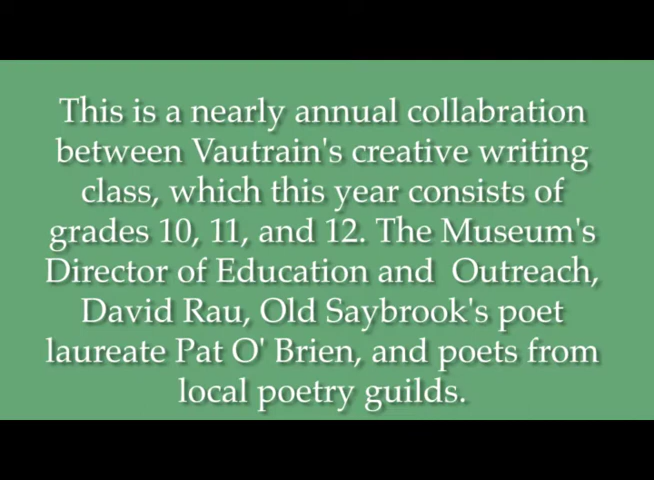 This is a nearly annual collabration
between Vautrain's creative writing
class, which this year consists of
grades 10, 11, and 12. The Museum's
Director of Education and  Outreach,
David Rau, Old Saybrook's poet
laureate Pat O' Brien, and poets from
local poetry guilds.